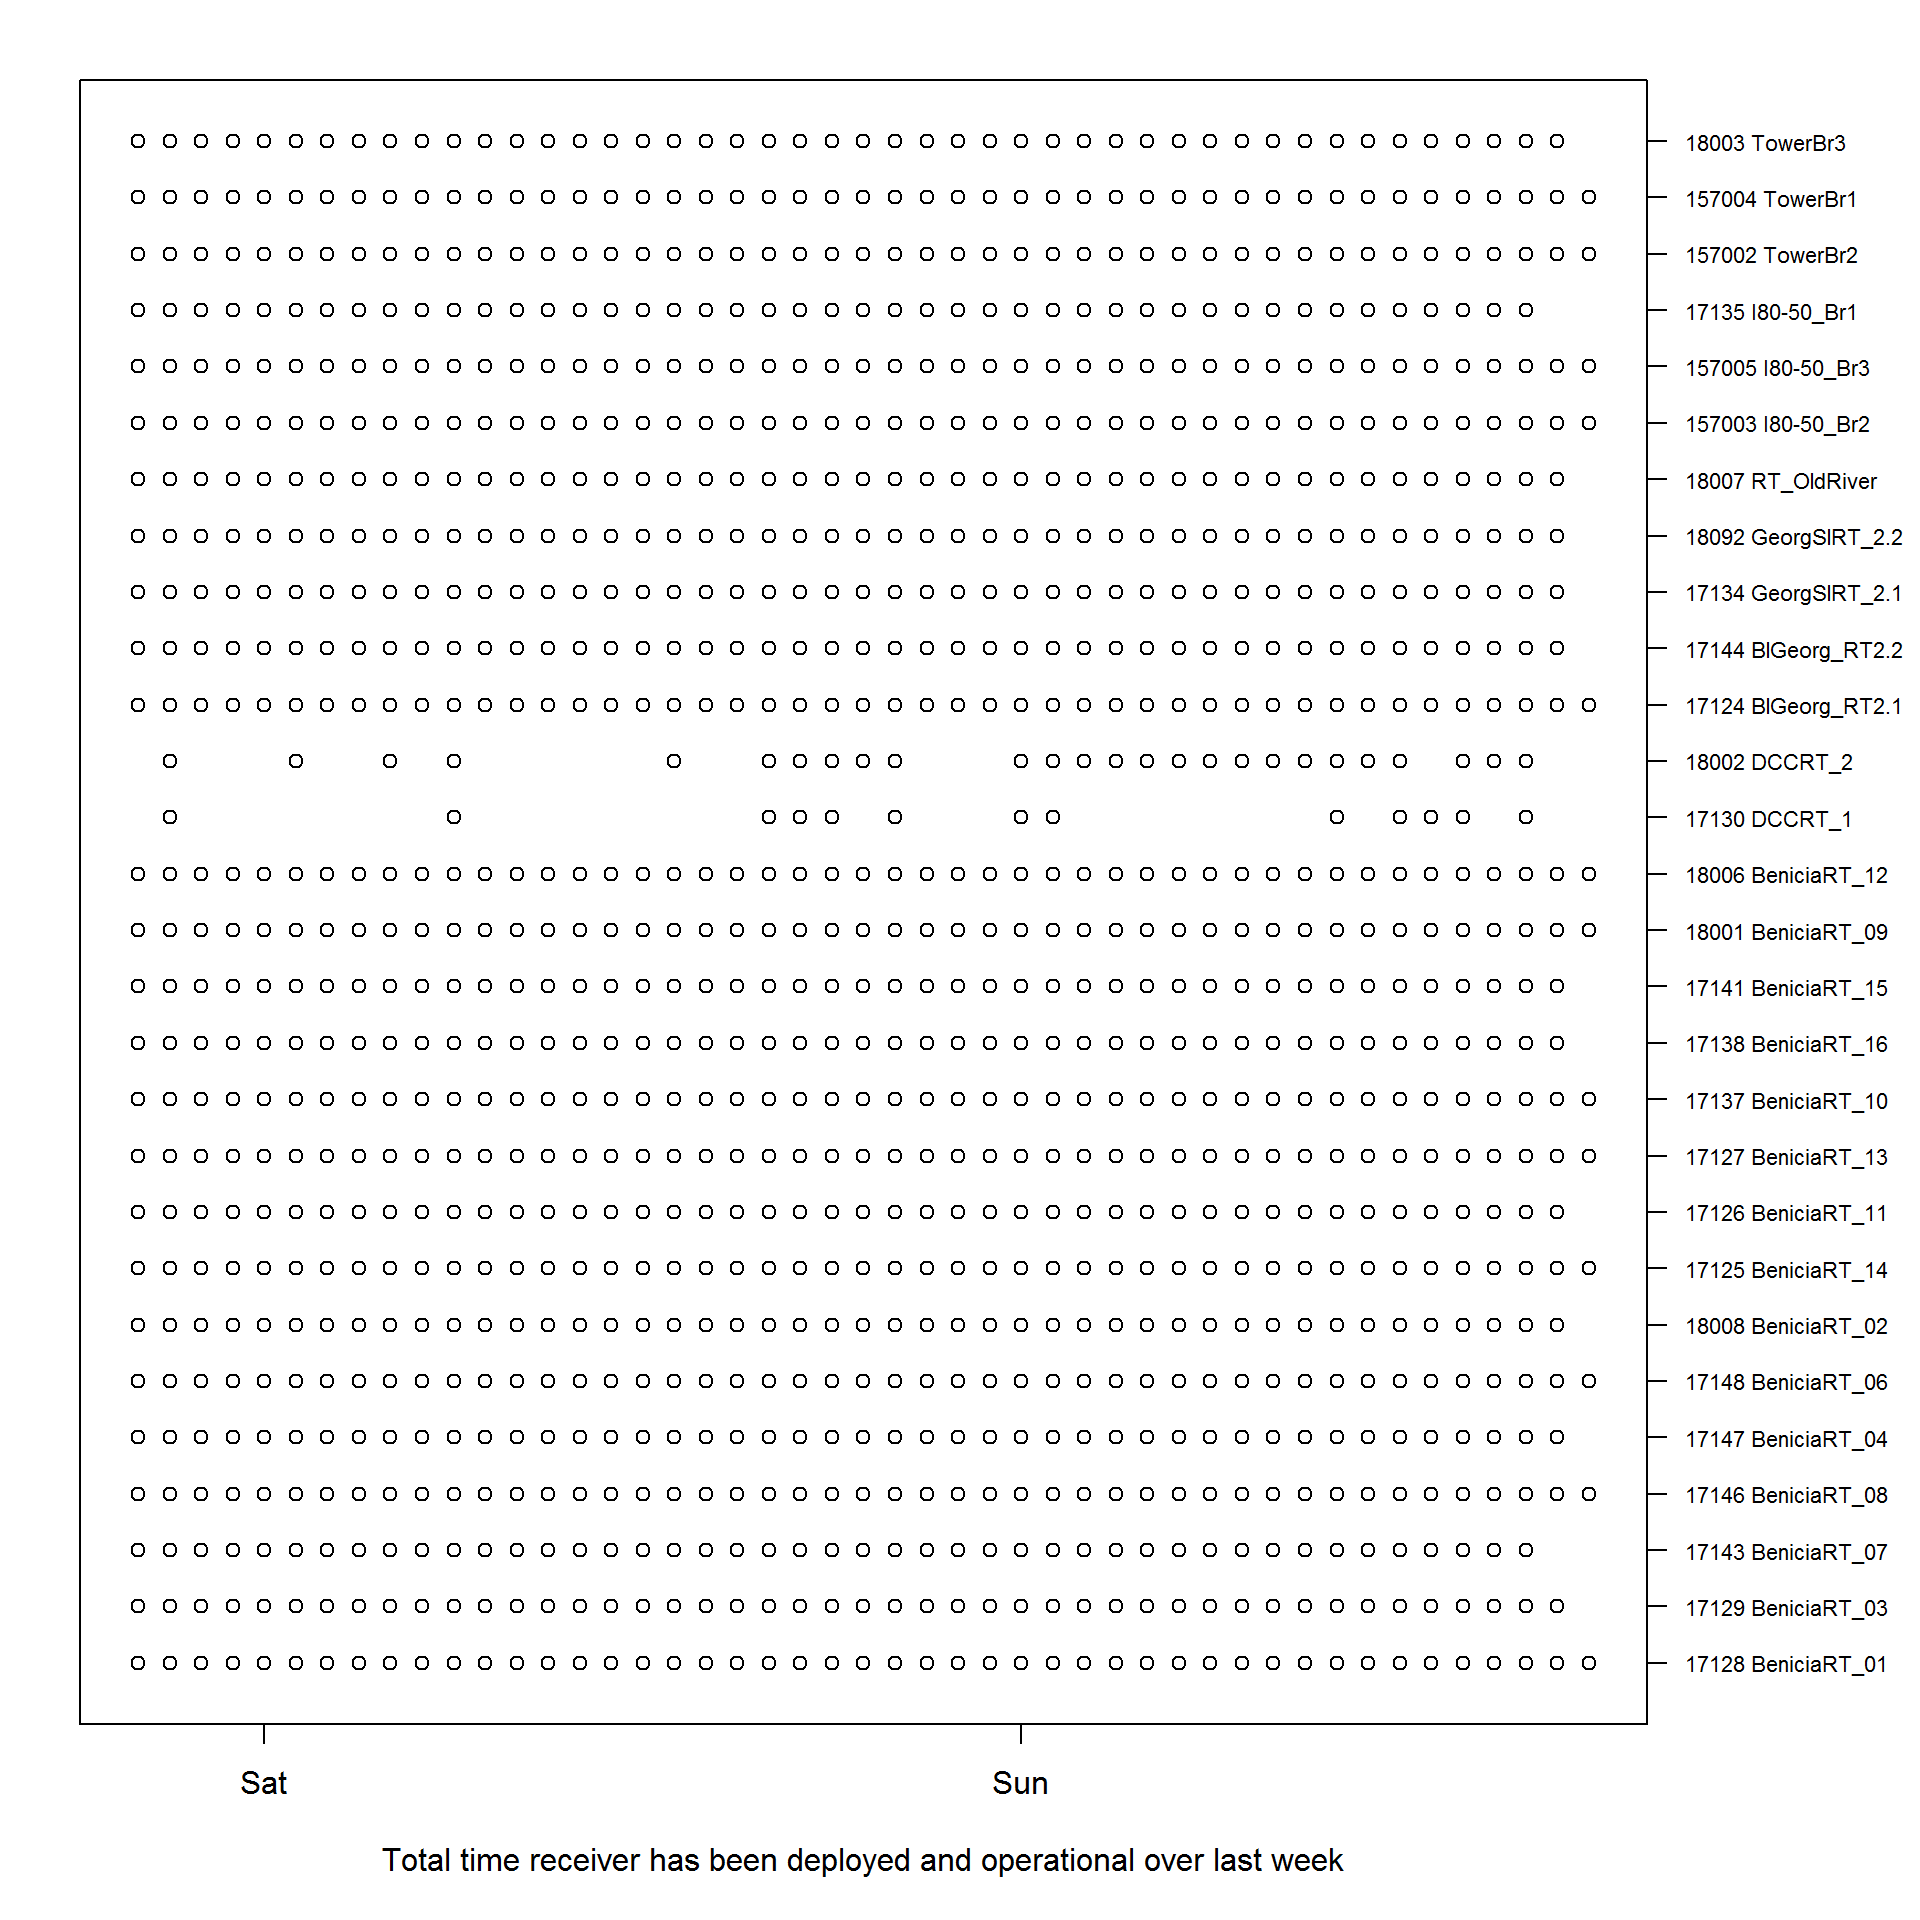 18003 TowerBr3
157004 TowerBr1
157002 TowerBr2
17135 I80-50_Br1
157005 I80-50_Br3
157003 I80-50_Br2
18007 RT_OldRiver
18092 GeorgSlRT_2.2
17134 GeorgSlRT_2.1
17144 BlGeorg_RT2.2
17124 BlGeorg_RT2.1
18002 DCCRT_2
17130 DCCRT_1
18006 BeniciaRT_12
18001 BeniciaRT_09
17141 BeniciaRT_15
17138 BeniciaRT_16
17137 BeniciaRT_10
17127 BeniciaRT_13
17126 BeniciaRT_11
17125 BeniciaRT_14
18008 BeniciaRT_02
17148 BeniciaRT_06
17147 BeniciaRT_04
17146 BeniciaRT_08
17143 BeniciaRT_07
17129 BeniciaRT_03
17128 BeniciaRT_01
Sat Sun
Total time receiver has been deployed and operational over last week